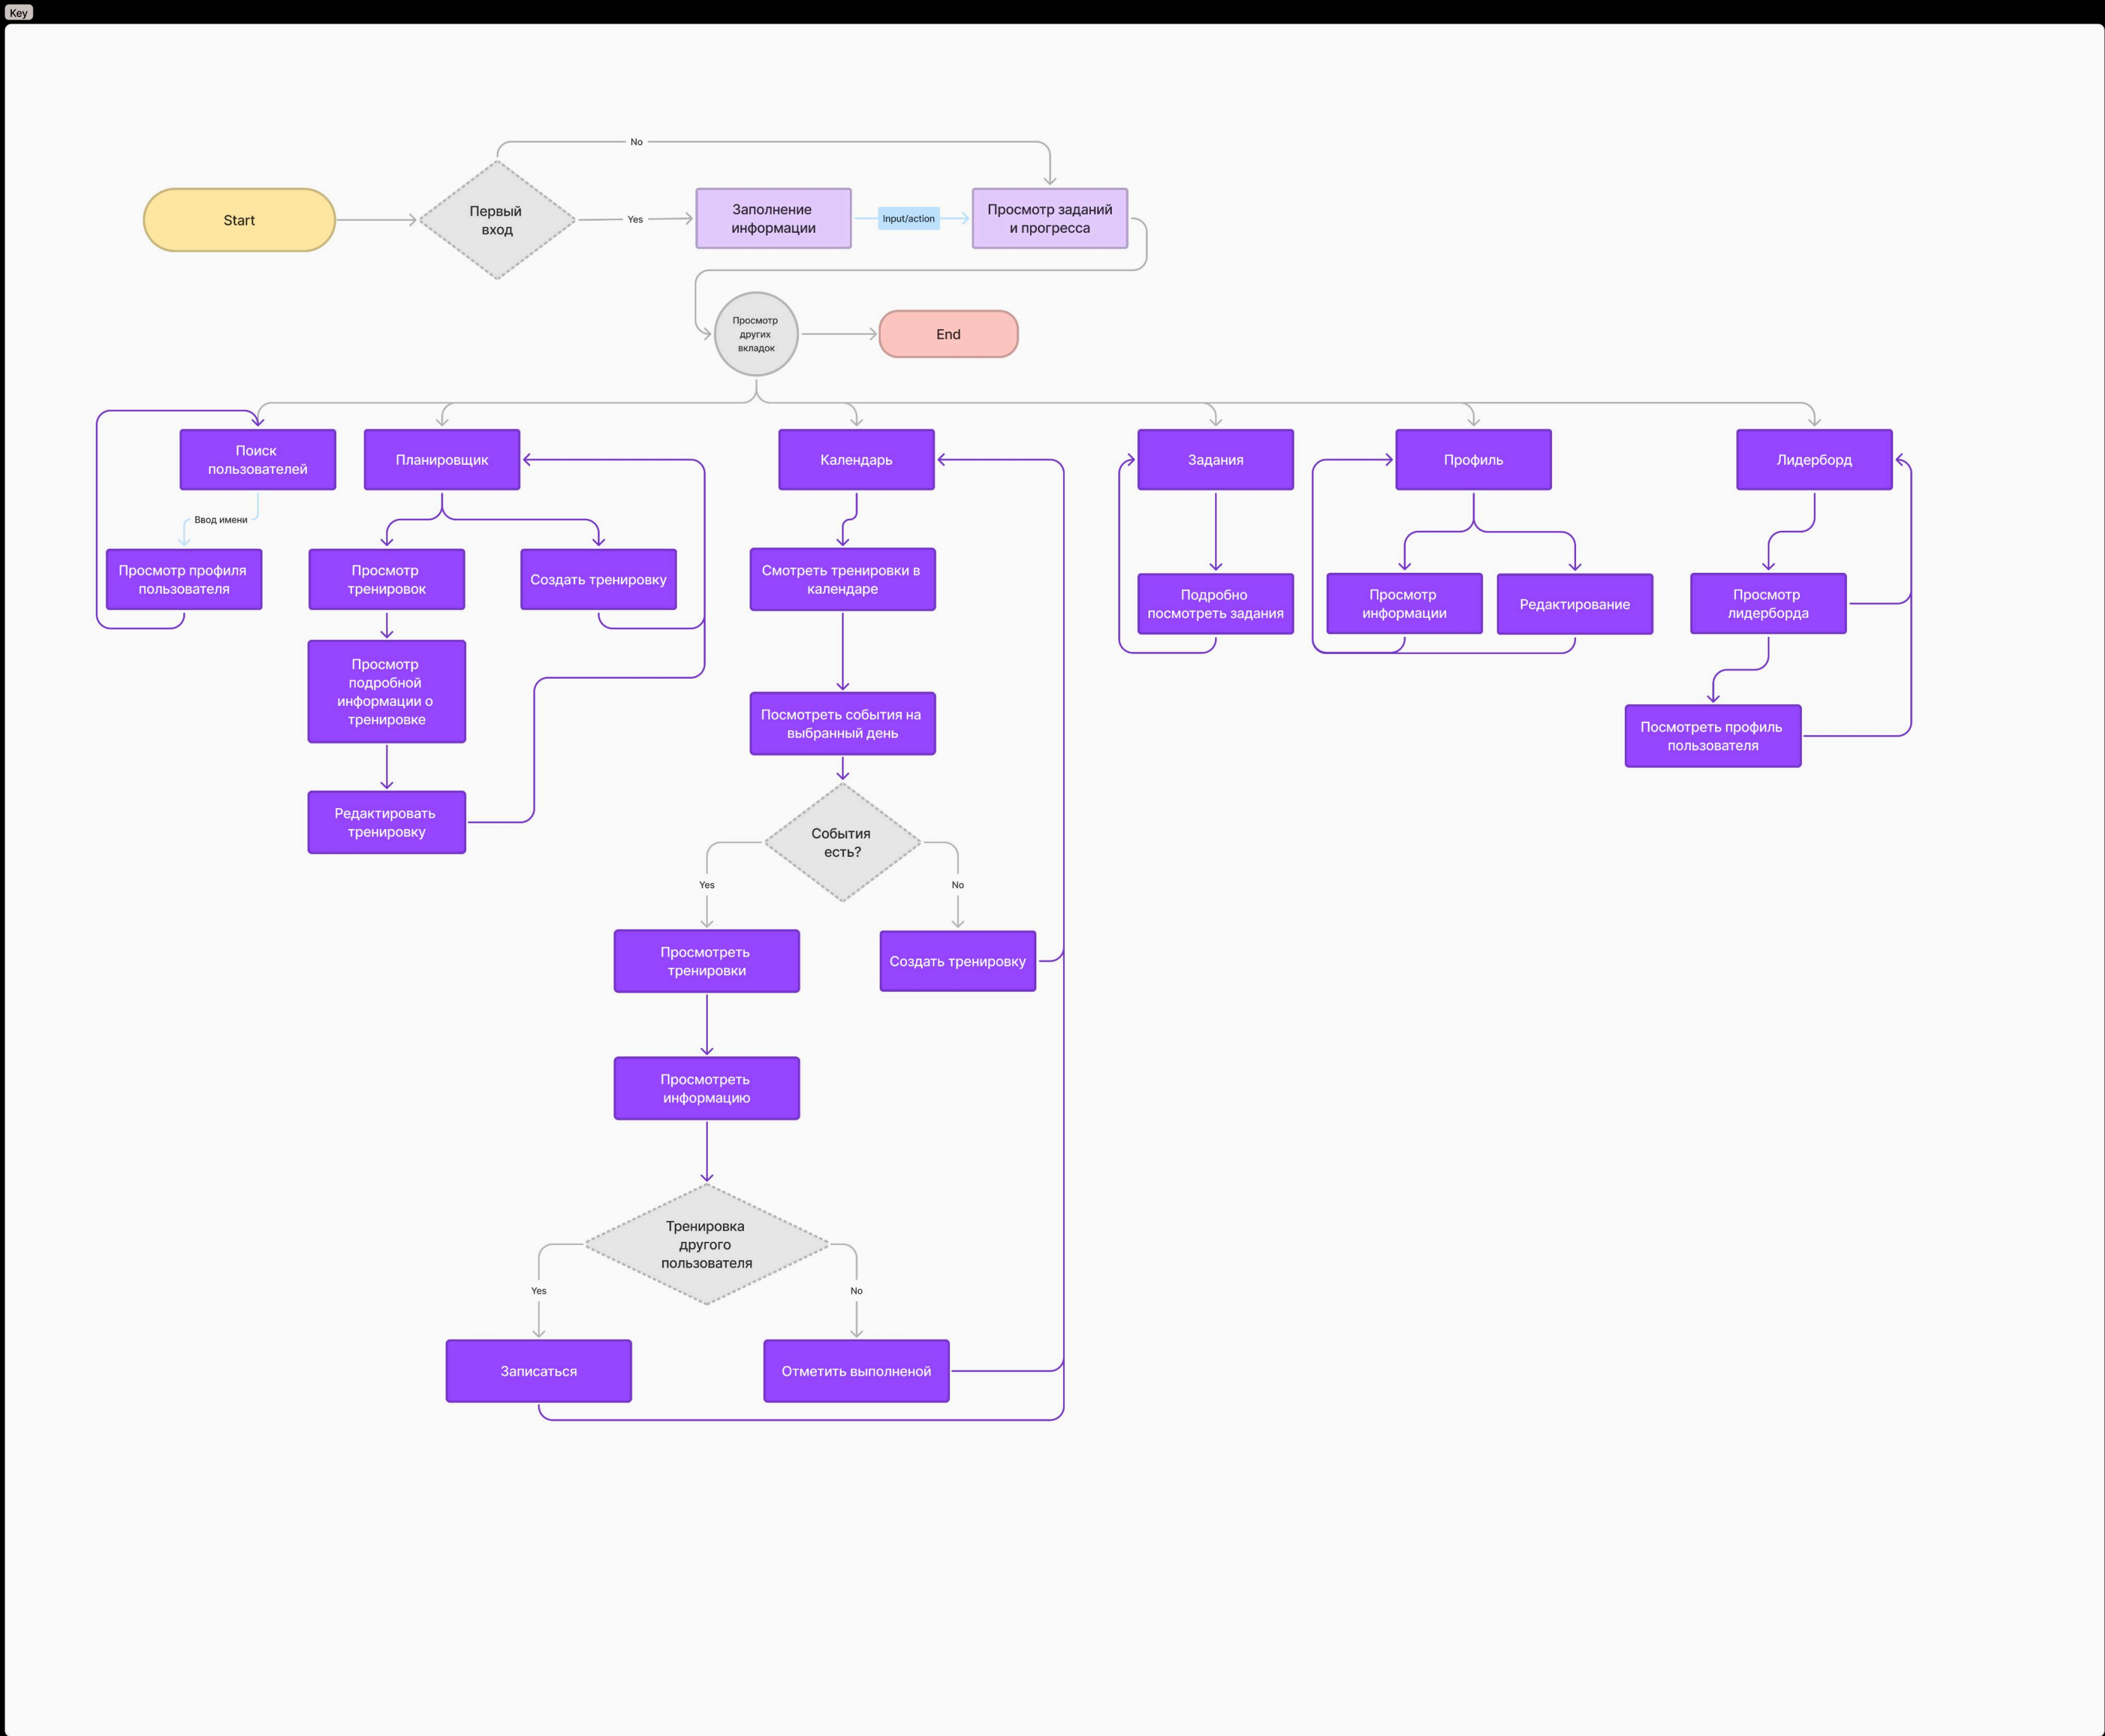 Key
No
Start
Первый
вход
Yes
Заполнение
информации
Input/action
Просмотр заданий
и прогресса
Просмотр
других
вкладок
End
Поиск
пользователей
Планировщик
Календарь
Задания
Профиль
Лидерборд
Ввод имени
Просмотр профиля
пользователя
Просмотр
тренировок
Создать тренировку
Смотреть тренировки в
календаре
Подробно
посмотреть задания
Просмотр
информации
Редактирование
Просмотр
лидерборда
Просмотр
подробной
информации о
тренировке
Посмотреть события на
выбранный день
Посмотреть профиль
пользователя
Редактировать
тренировку
События
есть?
Yes
No
Просмотреть
тренировки
Создать тренировку
Просмотреть
информацию
Тренировка
другого
пользователя
Yes
No
Записаться
Отметить выполненой